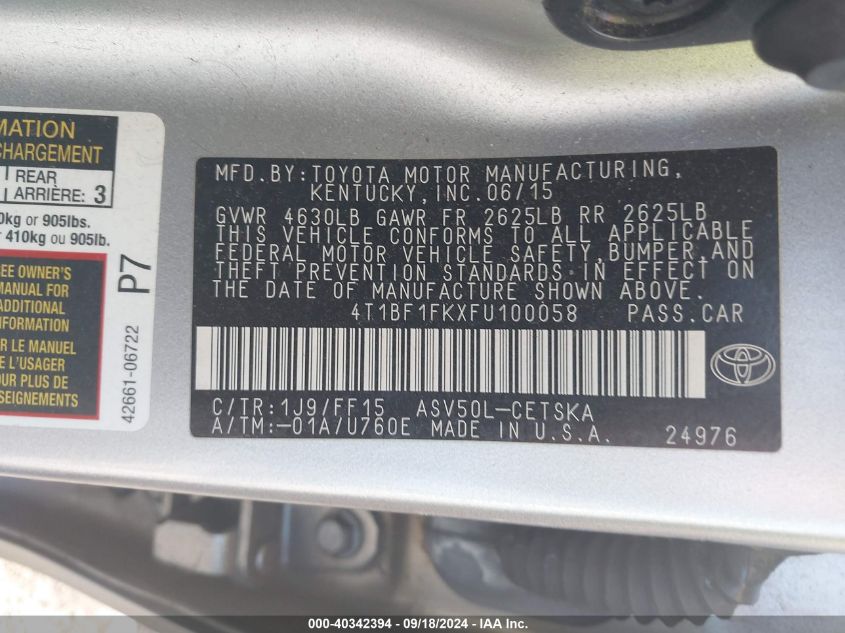 MATION
CHARGEMENT
REAR
ARRIÈRE: 3
0kg or 905lbs.
r 410kg ou 905lb.
EE OWNER'S
MANUAL FOR
ADDITIONAL
INFORMATION
R LE MANUEL
DE L'USAGER
POUR PLUS DE
SEIGNEMENTS
P7
42661-06722
MFD.BY:TOYOTA MOTOR MANUFACTURING,
KENTUCKY,INC.06/15
GVWR 4630LB GAWR FR 2625LB RR 2625LB
THIS VEHICLE CONFORMS TO ALL APPLICABLE
FEDERAL MOTOR VEHICLE SAFETY,BUMPER,AND
THEFT PREVENTION STANDARDS IN EFFECT ON
THE DATE OF MANUFACTURE SHOWN ABOVE.
4T1BF1FKXFU100058 PASS.CAR
C/TR:1J9/FF15 ASV50L-CETSKA
A/TM:-01A/U760E MADE IN U.S.A. 24976
000-40342394 - 09/18/2024 - IAA Inc.